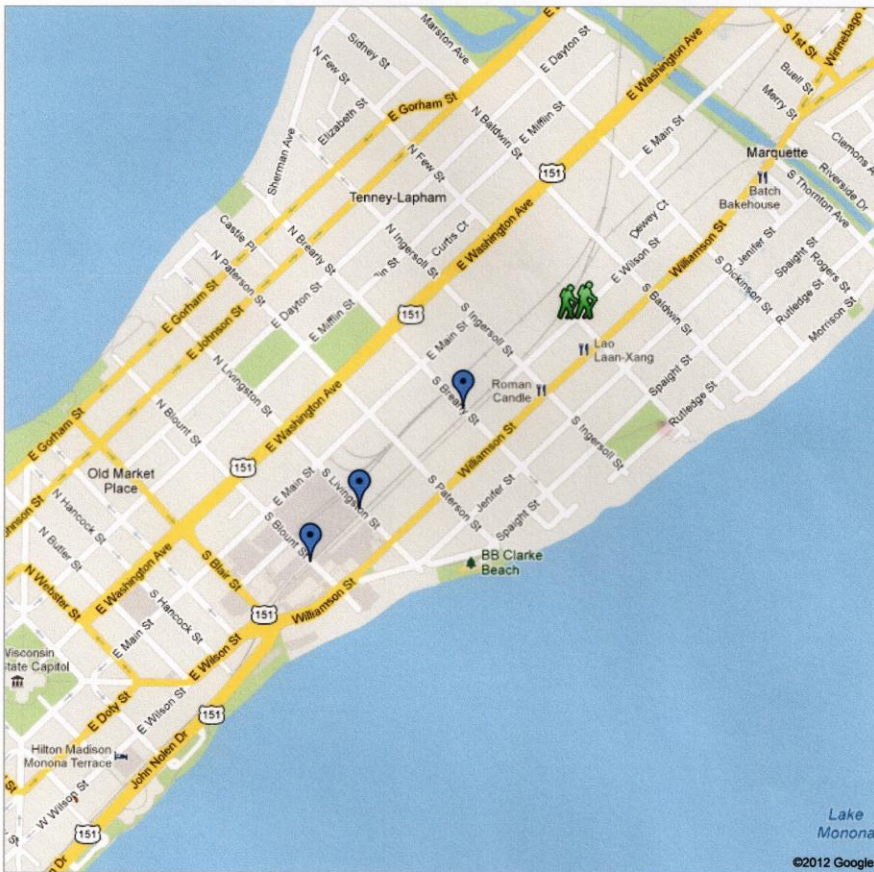 Marston Ave
Sidney St
N Few St
Elizabeth St
E Gorham St
Sherman Ave
N Few St
N Baldwin St
E Dayton St
E Mifflin St
E Washington Ave
S 1st St
Winnebago
Buell St
Merry St
E Main St
Marquette
Clemons A
Riverside Dr
S Thornton Ave
Batch
Bakehouse
151
Tenney-Lapham
Castle Pl
N Brearly St
N Ingersoll St
Curtis Ct
E Washington Ave
Dewey Ct
E Wilson St
Williamson St
Jenifer St
Spaight St
Rogers St
Rutledge St
Morrison St
S Dickinson St
S Baldwin St
N Paterson St
E Dayton St
E Mifflin St
E Gorham St
E Johnson St
151
E Main St
S Ingersoll St
Lao
Laan-Xang
Roman
Candle
Spaight St
Rutledge St
N Livingston St
S Brearly St
N Blount St
E Washington Ave
Williamson St
S Ingersoll St
E Gorham St
151
Old Market
Place
E Main St
S Livingston St
S Paterson St
Jenifer St
Spaight St
Johnson St
N Hancock St
N Butler St
S Blount St
BB Clarke
Beach
E Washington Ave
S Blair St
N Webster St
151
Williamson St
S Hancock St
E Main St
E Wilson St
Wisconsin
State Capitol
E Doty St
E Wilson St
151
Hilton Madison
Monona Terrace
John Nolen Dr
W Wilson St
151
St
St
n Dr
Lake
Monona
©2012 Google